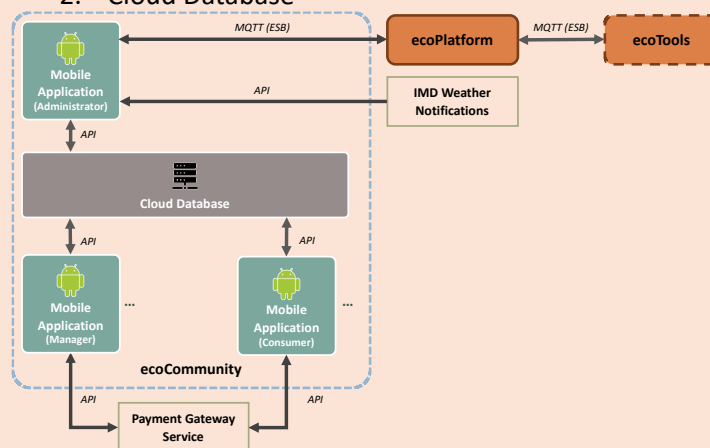 2. Cloud Database
MQTT (ESB)
ecoPlatform
MQTT (ESB)
ecoTools
Mobile
Application
(Administrator)
API
IMD Weather
Notifications
API
Cloud Database
API
API
Mobile
Application
(Manager)
...
Mobile
Application
(Consumer)
...
ecoCommunity
API
API
Payment Gateway
Service